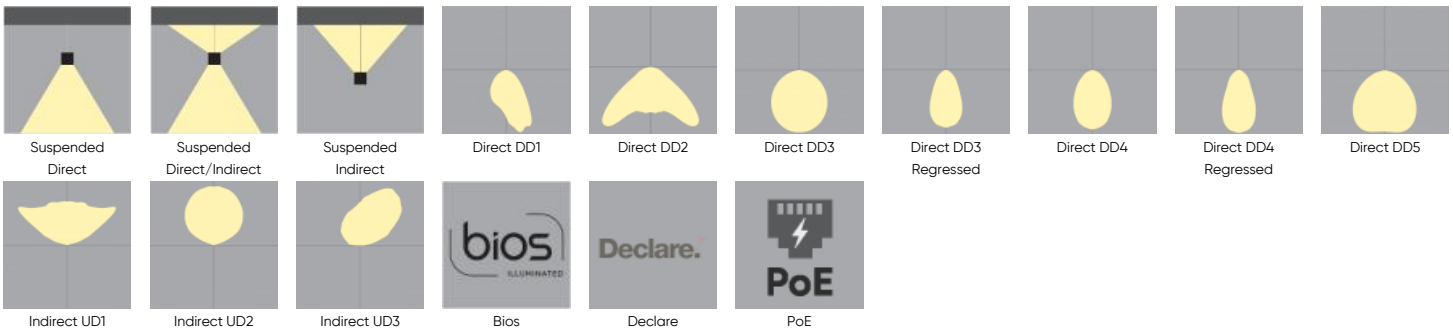 Suspended
Direct
Suspended
Direct/Indirect
Suspended
Indirect
Direct DD1
Direct DD2
Direct DD3
Direct DD3
Regressed
Direct DD4
Direct DD4
Regressed
Direct DD5
bios
ILLUMINATED
Declare.
PoE
Indirect UD1
Indirect UD2
Indirect UD3
Bios
Declare
PoE